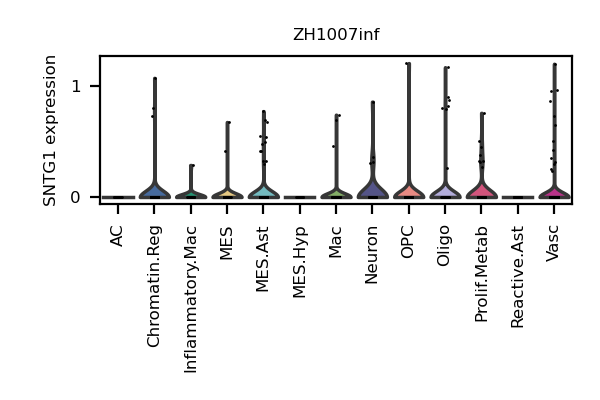 ZH1007inf
SNTG1 expression
1
0
AC
Chromatin.Reg
Inflammatory.Mac
MES
MES.Ast
MES.Hyp
Mac
Neuron
OPC
Oligo
Prolif.Metab
Reactive.Ast
Vasc